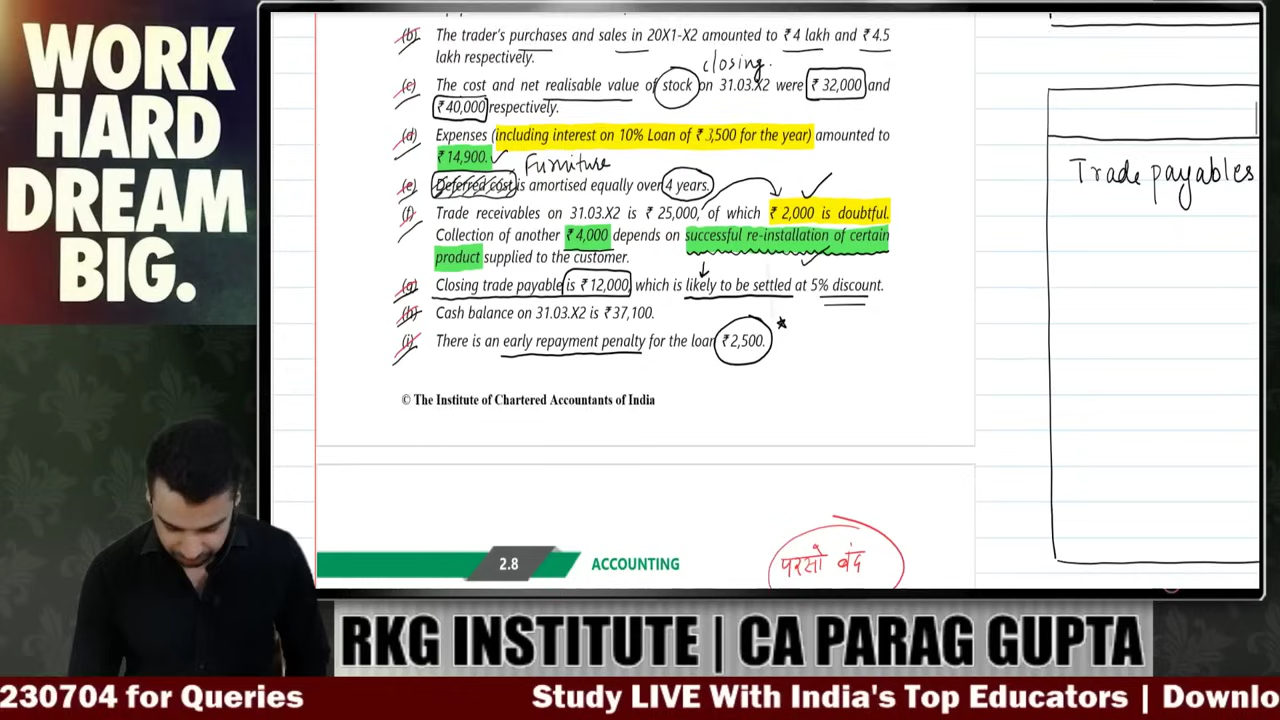 WORK
HARD
DREAM
BIG.
(b) The trader's purchases and sales in 20X1-X2 amounted to ₹ 4 lakh and ₹ 4.5
lakh respectively.
closing.
(c) The cost and net realisable value of stock on 31.03.X2 were ₹ 32,000 and
₹ 40,000 respectively.
(d) Expenses (including interest on 10% Loan of ₹ 3,500 for the year) amounted to
₹ 14,900.
Furniture
(e) Deferred cost is amortised equally over 4 years.
(f) Trade receivables on 31.03.X2 is ₹ 25,000, of which ₹ 2,000 is doubtful.
Collection of another ₹ 4,000 depends on successful re-installation of certain
product supplied to the customer.
(g) Closing trade payable is ₹ 12,000, which is likely to be settled at 5% discount.
(h) Cash balance on 31.03.X2 is ₹ 37,100.
(i) There is an early repayment penalty for the loan ₹ 2,500.
© The Institute of Chartered Accountants of India
2.8 ACCOUNTING
परसो बंद
Trade payables
RKG INSTITUTE | CA PARAG GUPTA
230704 for Queries
Study LIVE With India's Top Educators | Downlo